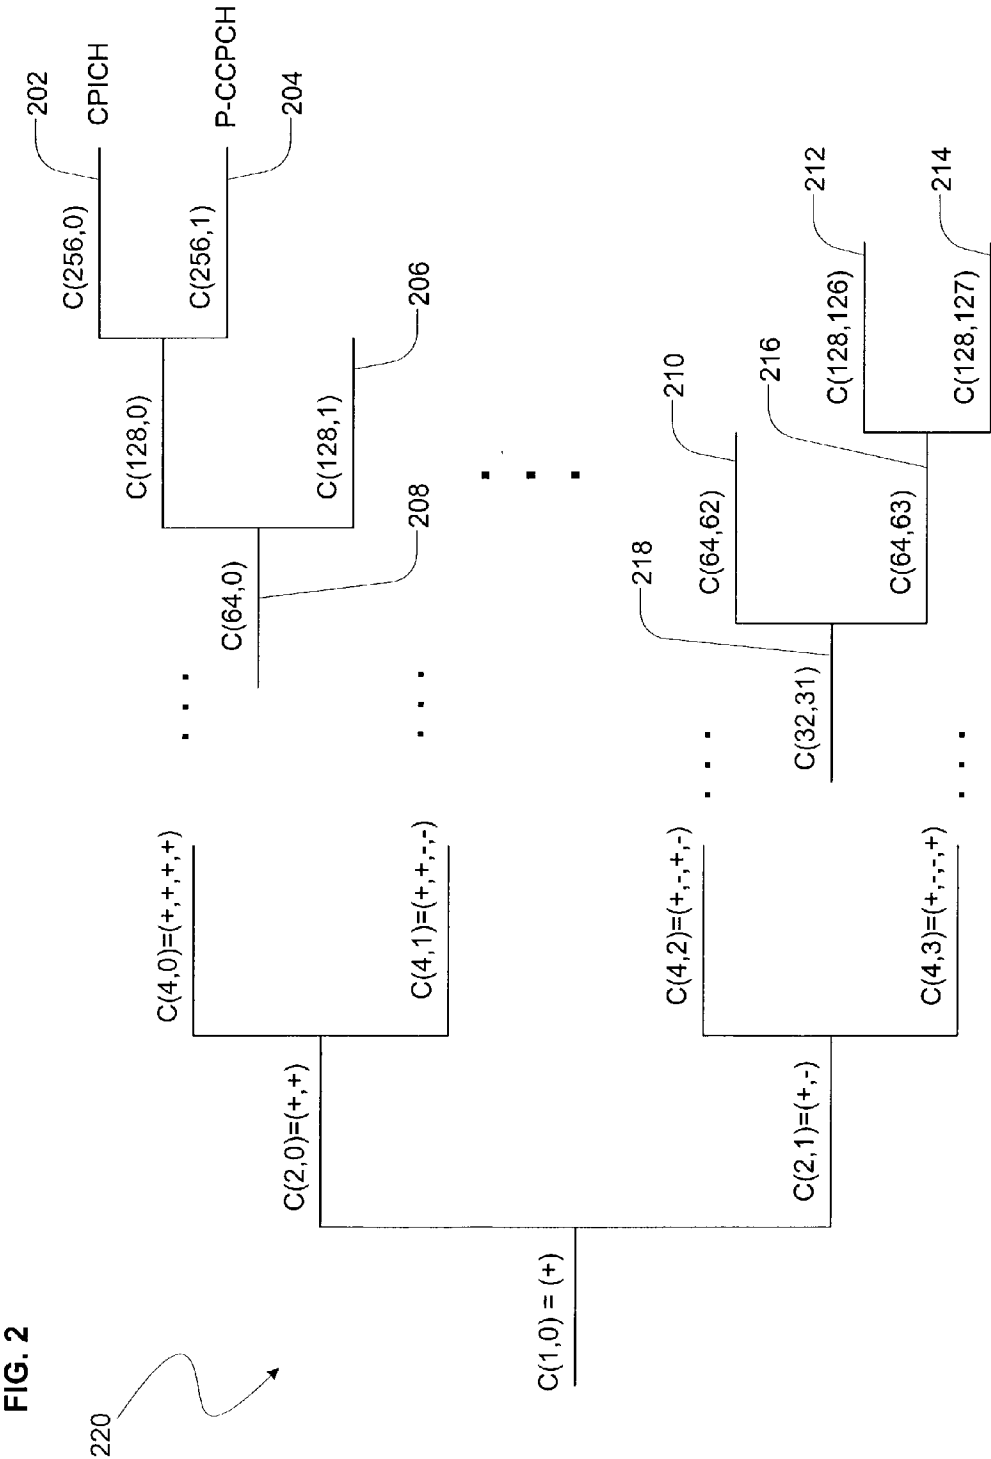 FIG. 2
220
C(1,0) = (+)
C(2,0)=(+,+)
C(2,1)=(+,-)
C(4,0)=(+,+,+,+)
C(4,1)=(+,+,-,-)
C(4,2)=(+,-,+,-)
C(4,3)=(+,-,-,+)
C(64,0)
208
C(128,0)
C(128,1)
206
C(256,0)
202
CPICH
C(256,1)
204
P-CCPCH
C(32,31)
218
C(64,62)
210
C(64,63)
216
C(128,126)
212
C(128,127)
214